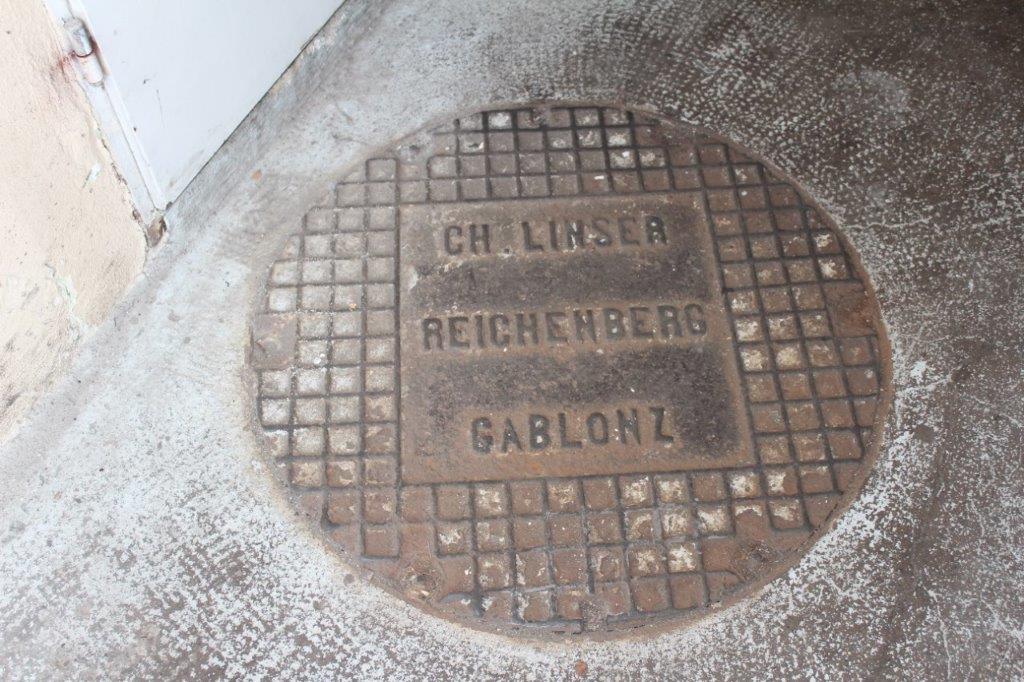 CH. LINSER
REICHENBERG
GABLONZ